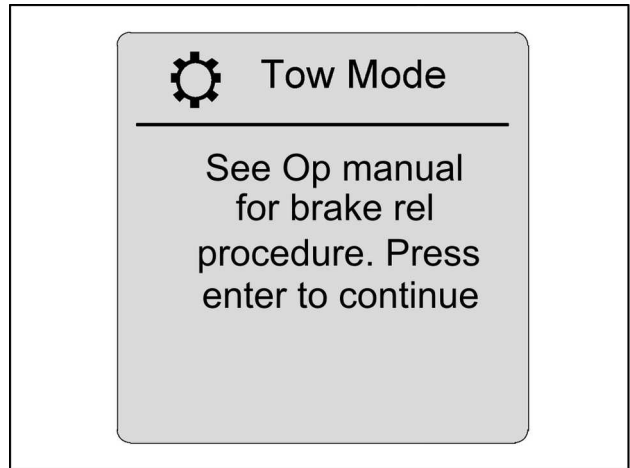 Tow Mode
See Op manual
for brake rel
procedure. Press
enter to continue